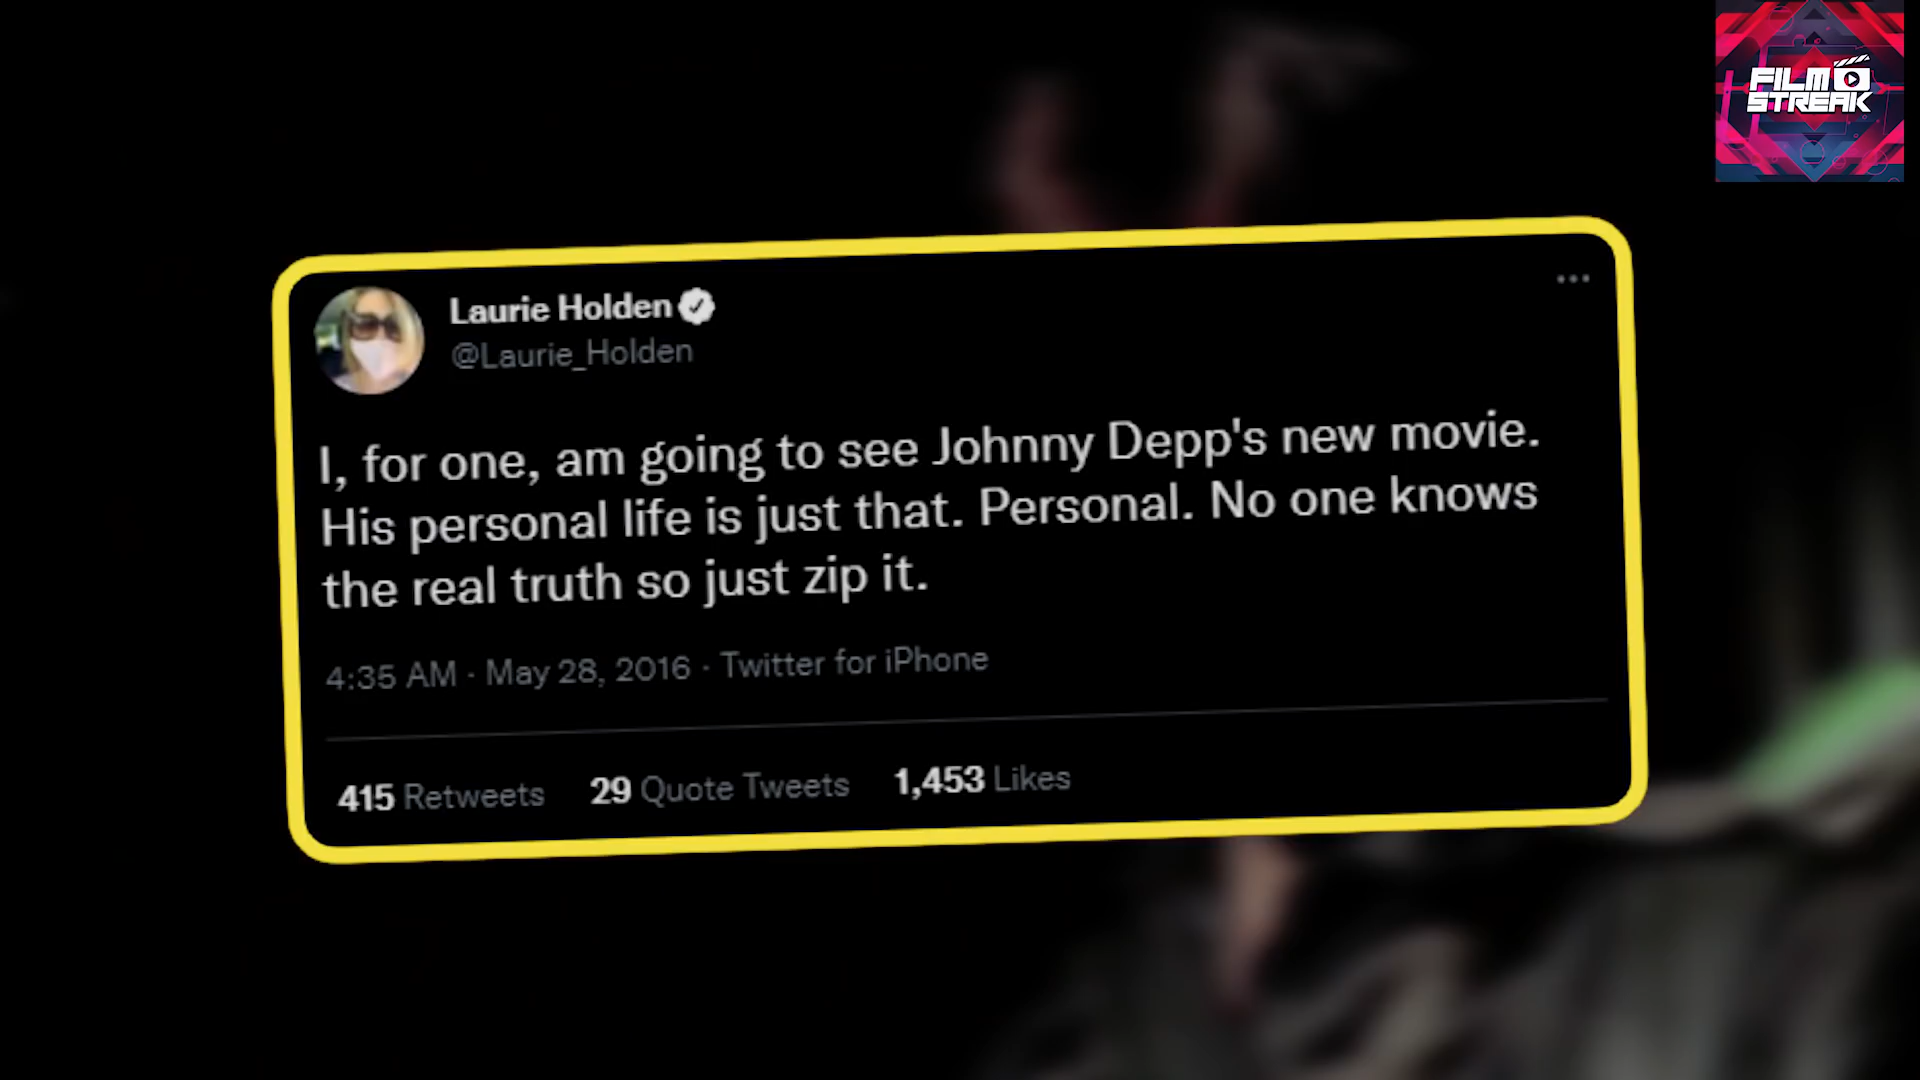 FILM
STREAK
Laurie Holden
@Laurie_Holden
I, for one, am going to see Johnny Depp's new movie.
His personal life is just that. Personal. No one knows
the real truth so just zip it.
4:35 AM · May 28, 2016 · Twitter for iPhone
415 Retweets 29 Quote Tweets 1,453 Likes